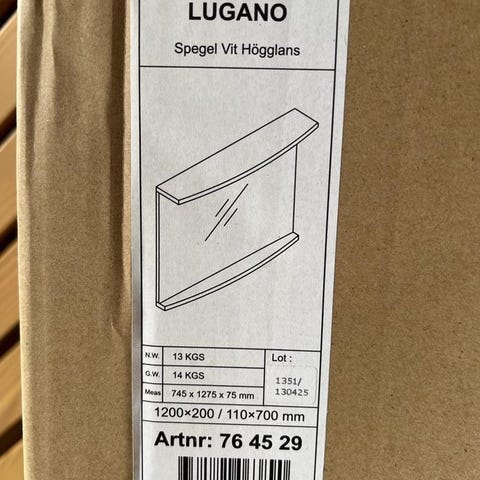 LUGANO
Spegel Vit Högglans
N.W. 13 KGS
G.W. 14 KGS
Meas 745 x 1275 x 75 mm
Lot :
1351/
130425
1200×200 / 110×700 mm
Artnr: 76 45 29